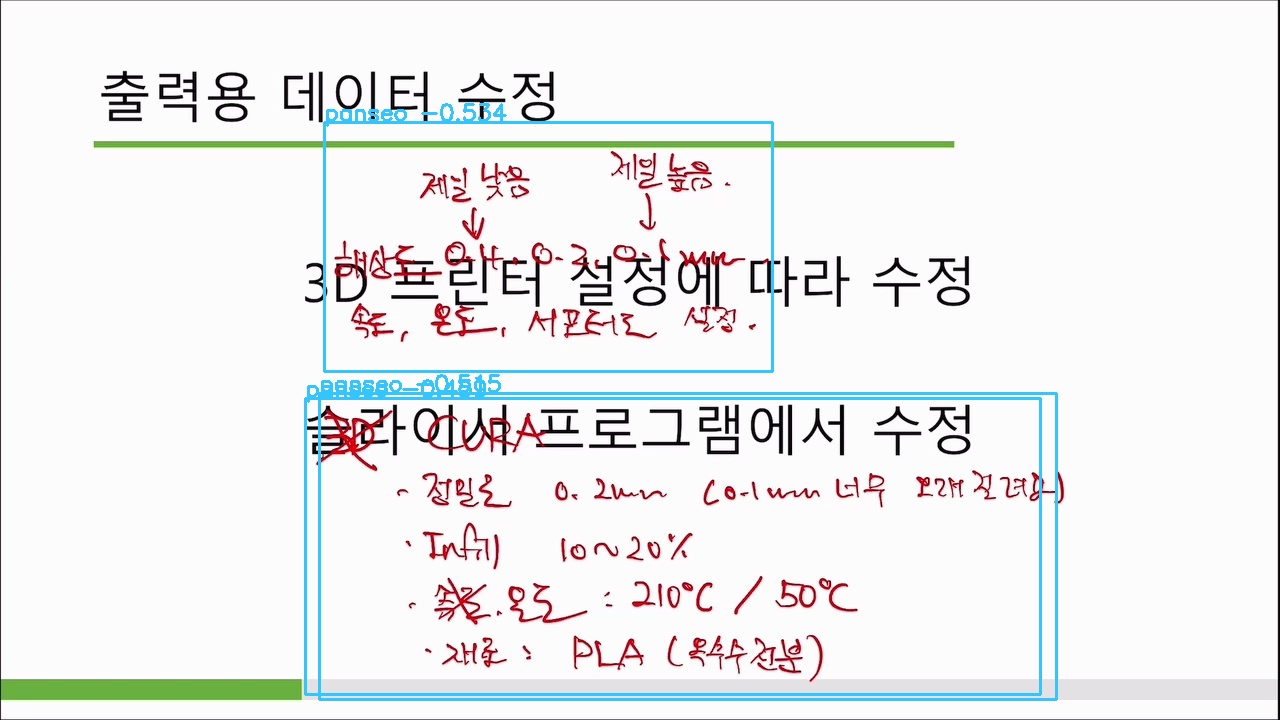 출력용 데이터 수정
panseo -0.534
제일 낮음 제일 높음.
↓ ↓
해상도 0.4, 0.2, 0.1mm.
3D 프린터 설정에 따라 수정
속도, 온도, 서포터도 설정.
panseo -0.515
슬라이서 프로그램에서 수정
3D CURA
· 정밀도 0.2mm (0.1mm 너무 오래걸려요)
· Infill 10~20%
· 속도, 온도 : 210℃ / 50℃
· 재료 : PLA (옥수수전분)